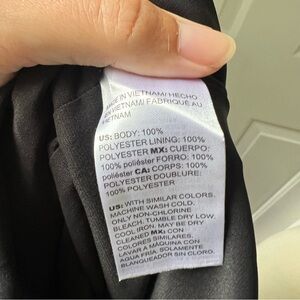 MADE IN VIETNAM/ HECHO
EN VIETNAM/ FABRIQUÉ AU
VIETNAM
US: BODY: 100%
POLYESTER LINING: 100%
POLYESTER MX: CUERPO:
100% poliéster FORRO: 100%
poliéster CA: CORPS: 100%
POLYESTER DOUBLURE:
100% POLYESTER
US: WITH SIMILAR COLORS.
MACHINE WASH COLD.
ONLY NON-CHLORINE
BLEACH. TUMBLE DRY LOW.
COOL IRON. MAY BE DRY
CLEANED MX: CON
COLORES SIMILARES.
LAVAR A MÁQUINA CON
AGUA FRÍA. SOLAMENTE
BLANQUEADOR SIN CLORO.